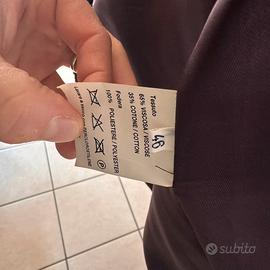 Tessuto
65% VISCOSA / VISCOSE
35% COTONE / COTTON
Fodera
100% POLIESTERE / POLYESTER
46
subito